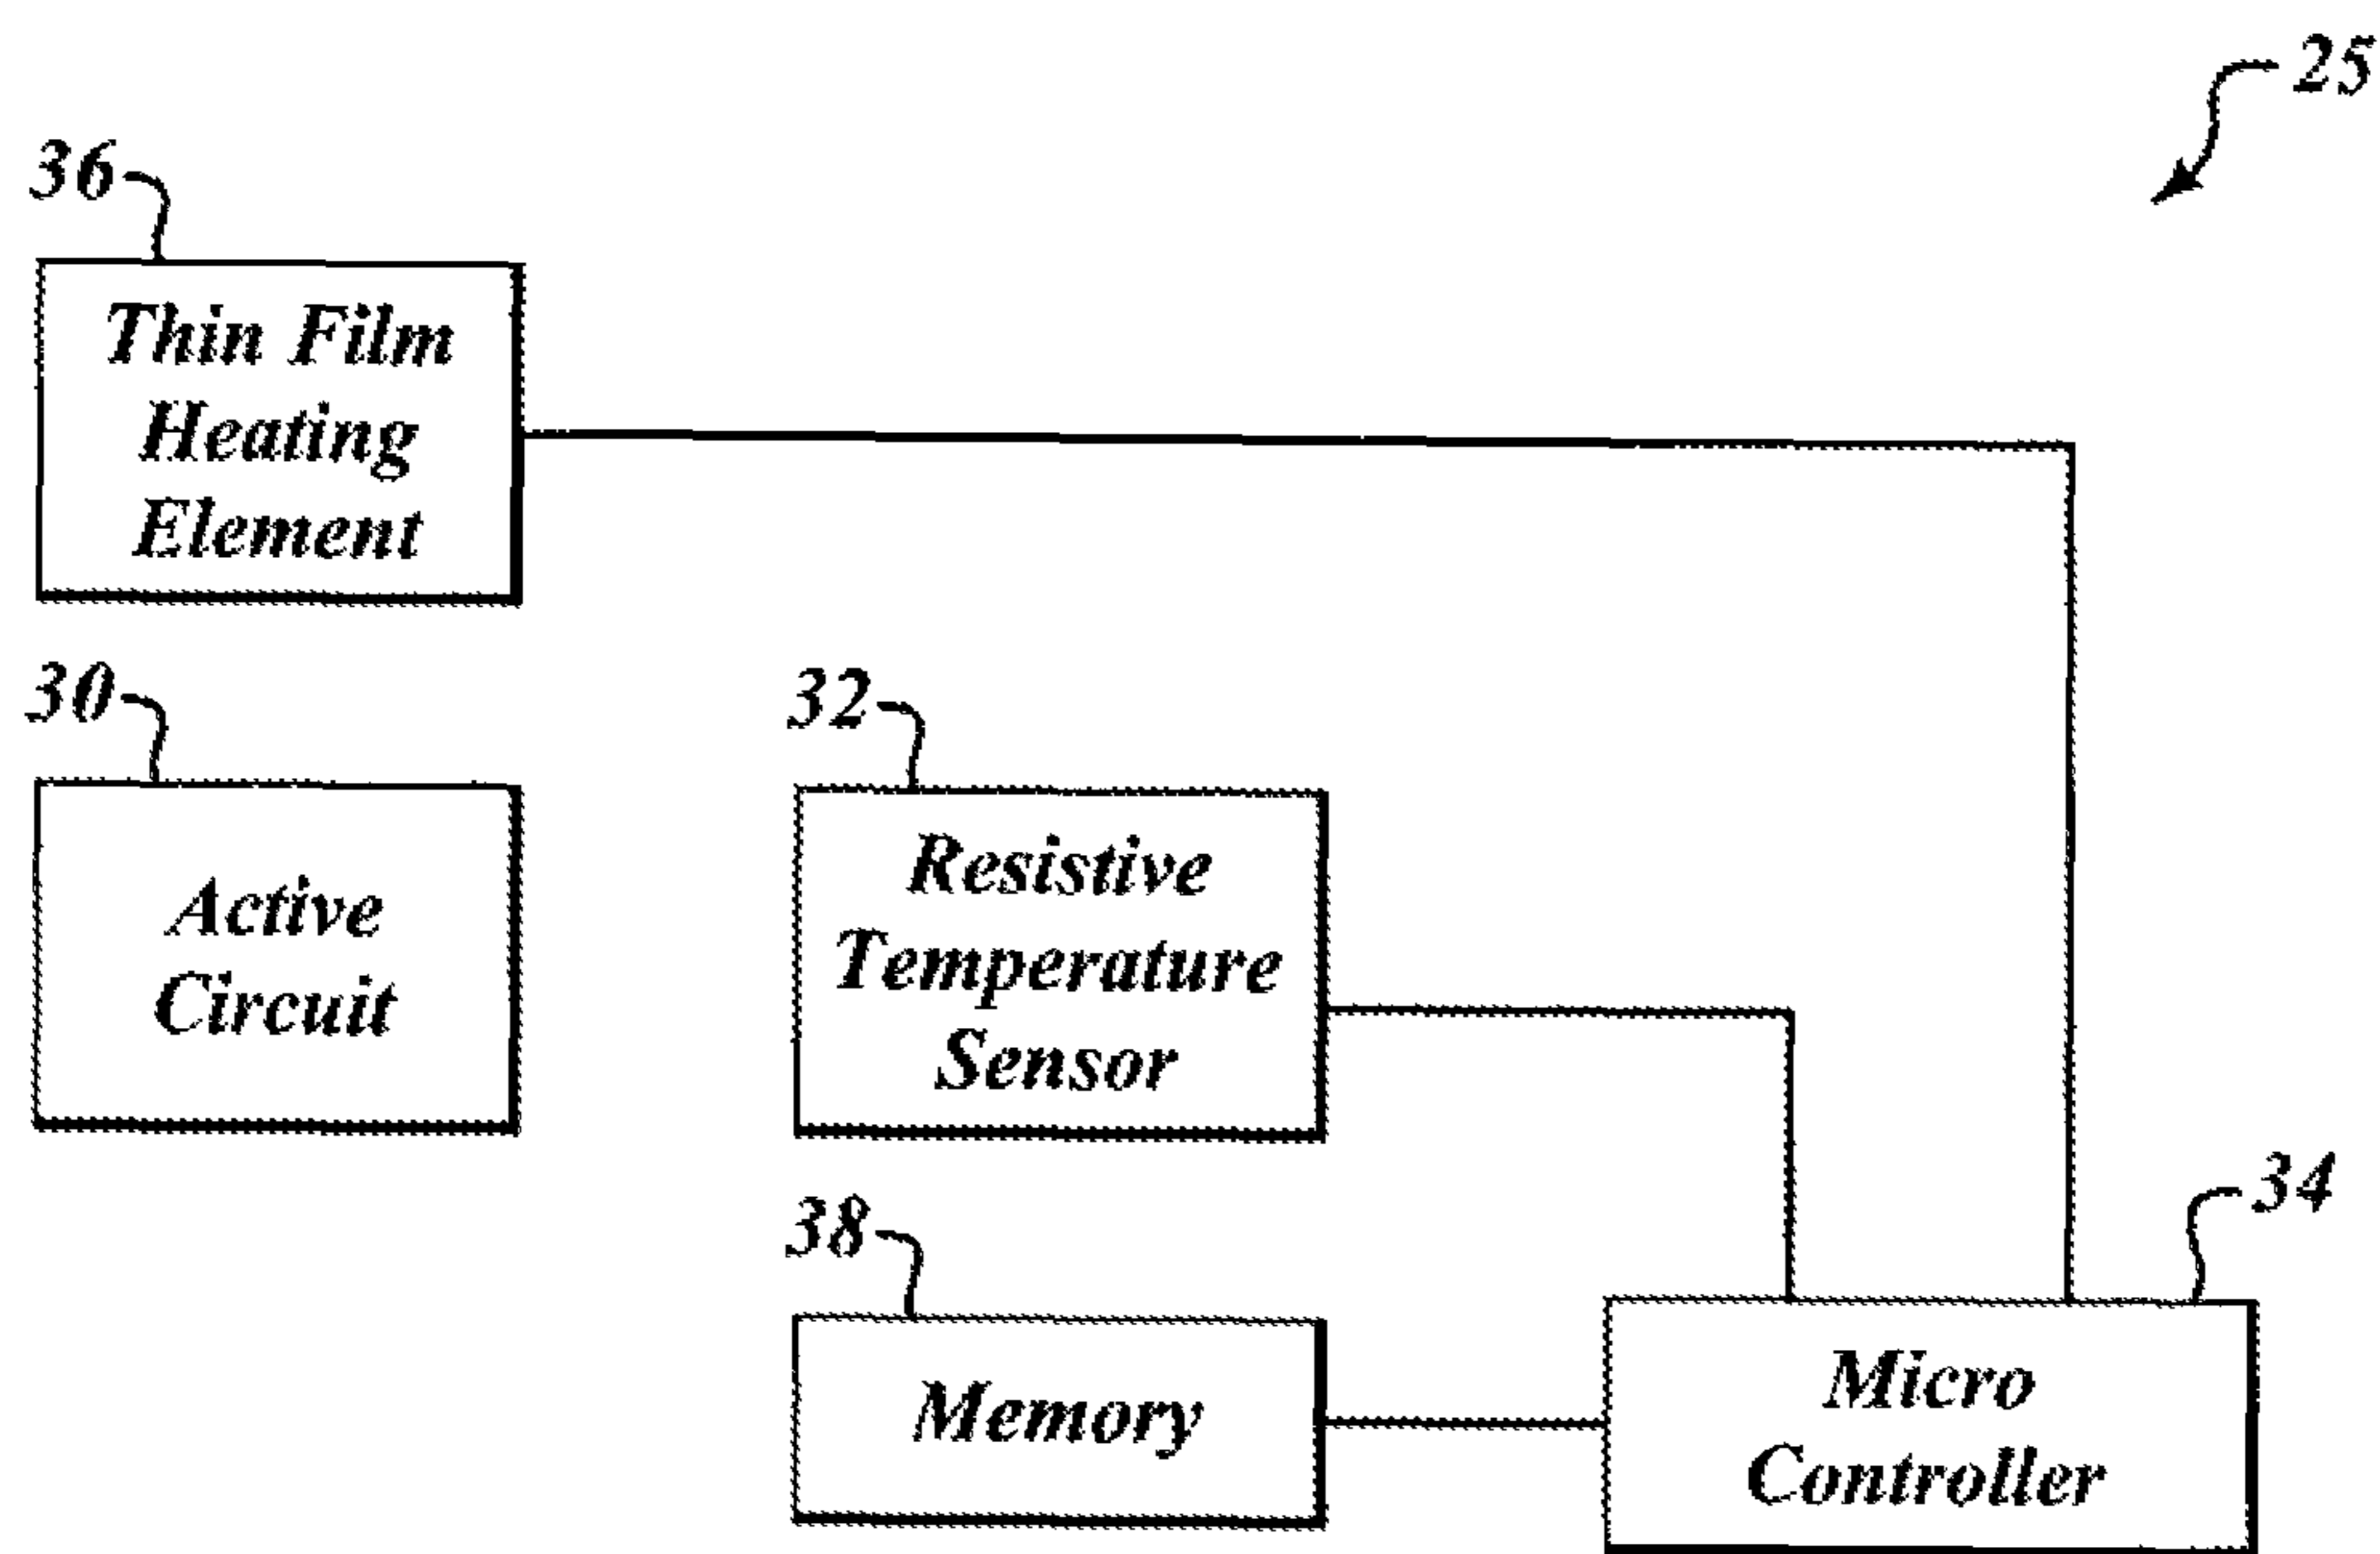 25
36
Thin Film
Heating
Element
30
Active
Circuit
32
Resistive
Temperature
Sensor
38
Memory
34
Micro
Controller